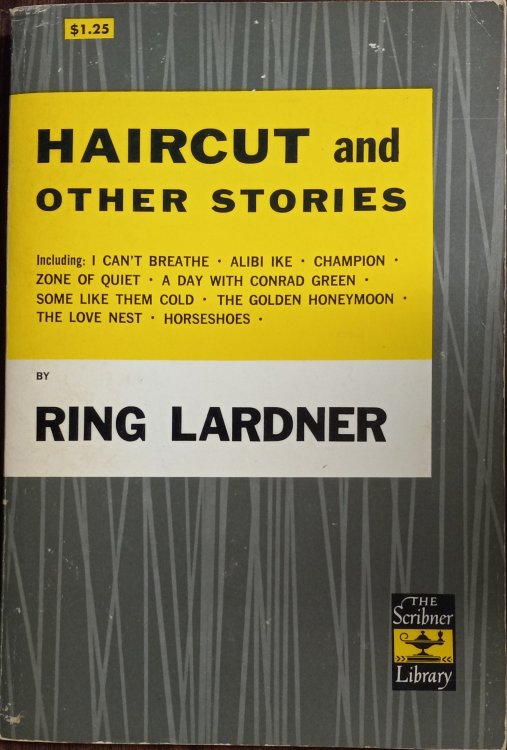 $1.25
HAIRCUT and
OTHER STORIES
Including: I CAN'T BREATHE · ALIBI IKE · CHAMPION ·
ZONE OF QUIET · A DAY WITH CONRAD GREEN ·
SOME LIKE THEM COLD · THE GOLDEN HONEYMOON ·
THE LOVE NEST · HORSESHOES ·
BY
RING LARDNER
THE
Scribner
Library